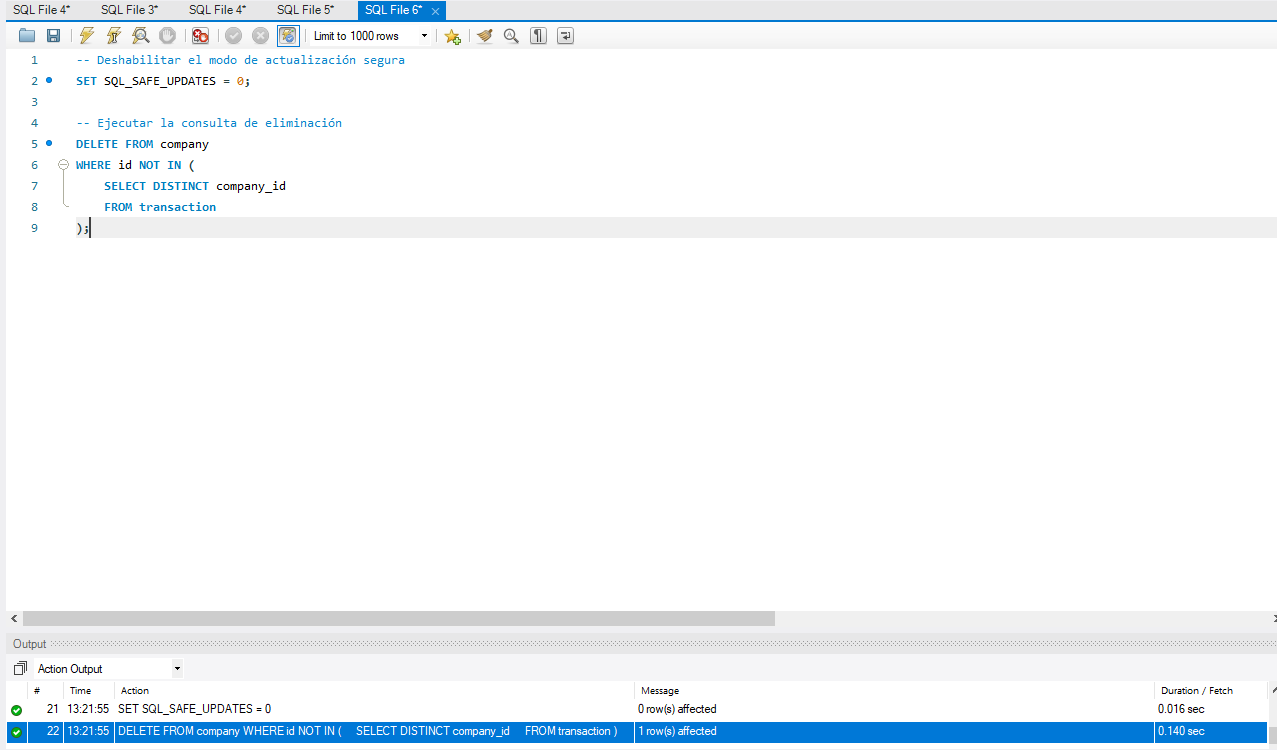 SQL File 4* SQL File 3* SQL File 4* SQL File 5* SQL File 6*
Limit to 1000 rows
1 -- Deshabilitar el modo de actualización segura
2 SET SQL_SAFE_UPDATES = 0;
3
4 -- Ejecutar la consulta de eliminación
5 DELETE FROM company
6 WHERE id NOT IN (
7 SELECT DISTINCT company_id
8 FROM transaction
9 );
Output
Action Output
# Time Action Message Duration / Fetch
21 13:21:55 SET SQL_SAFE_UPDATES = 0 0 row(s) affected 0.016 sec
22 13:21:55 DELETE FROM company WHERE id NOT IN ( SELECT DISTINCT company_id FROM transaction ) 1 row(s) affected 0.140 sec